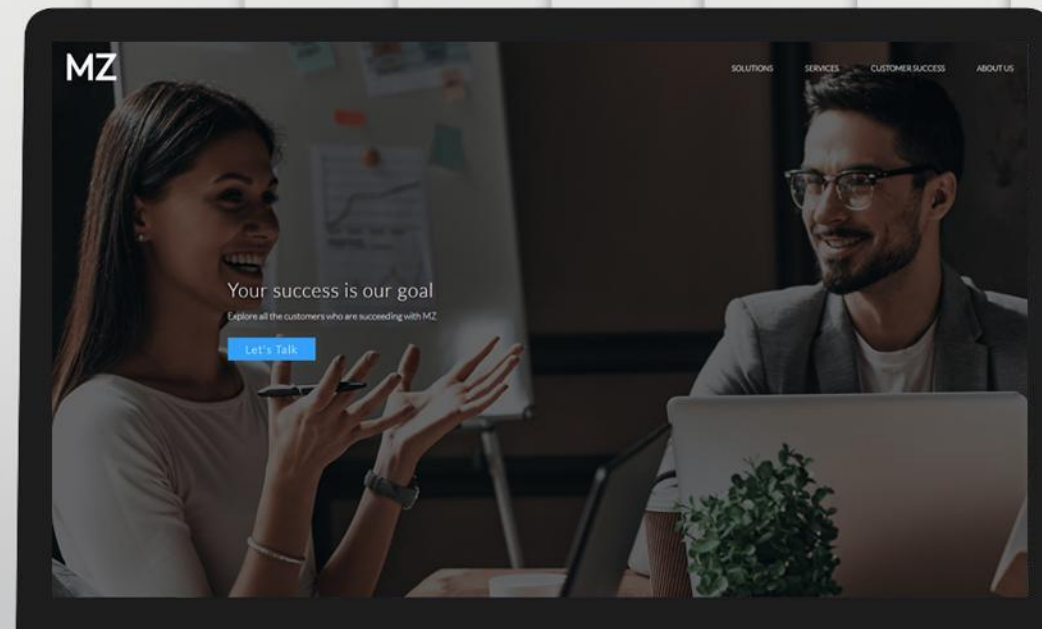 MZ
SOLUTIONS SERVICES CUSTOMER SUCCESS ABOUT US
Your success is our goal
Explore all the customers who are succeeding with MZ
Let's Talk